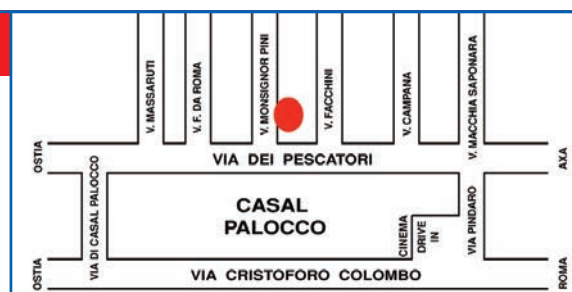 V. MASSARUTI
V. F. DA ROMA
V. MONSIGNOR PINI
V. FACCHINI
V. CAMPANA
V. MACCHIA SAPONARA
OSTIA
VIA DEI PESCATORI
AXA
VIA DI CASAL PALOCCO
CASAL
PALOCCO
CINEMA
DRIVE
IN
VIA PINDARO
OSTIA
VIA CRISTOFORO COLOMBO
ROMA